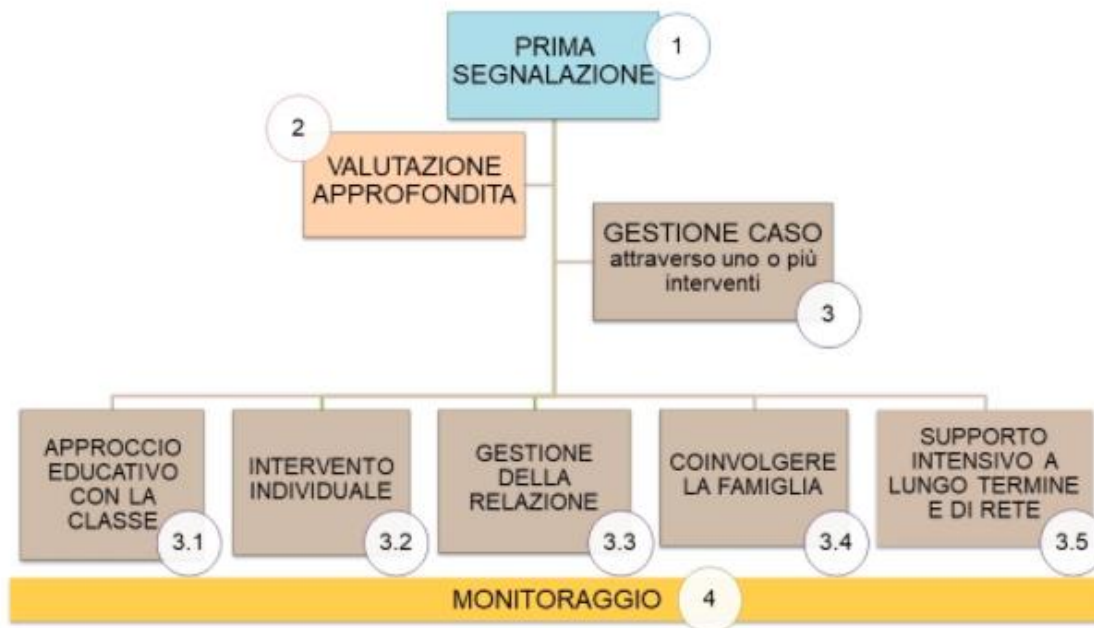 PRIMA
SEGNALAZIONE
1
2
VALUTAZIONE
APPROFONDITA
GESTIONE CASO
attraverso uno o più
interventi
3
APPROCCIO
EDUCATIVO
CON LA
CLASSE
3.1
INTERVENTO
INDIVIDUALE
3.2
GESTIONE
DELLA
RELAZIONE
3.3
COINVOLGERE
LA FAMIGLIA
3.4
SUPPORTO
INTENSIVO A
LUNGO TERMINE
E DI RETE
3.5
MONITORAGGIO 4